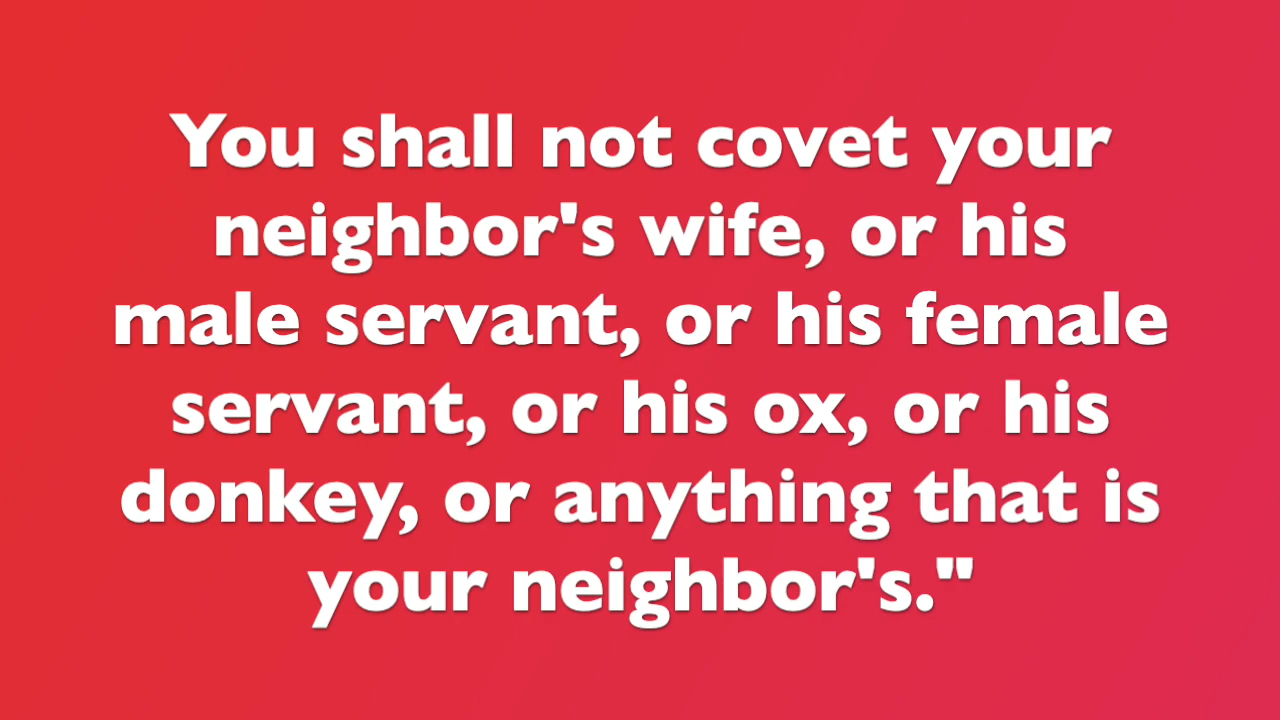 You shall not covet your
neighbor's wife, or his
male servant, or his female
servant, or his ox, or his
donkey, or anything that is
your neighbor's."